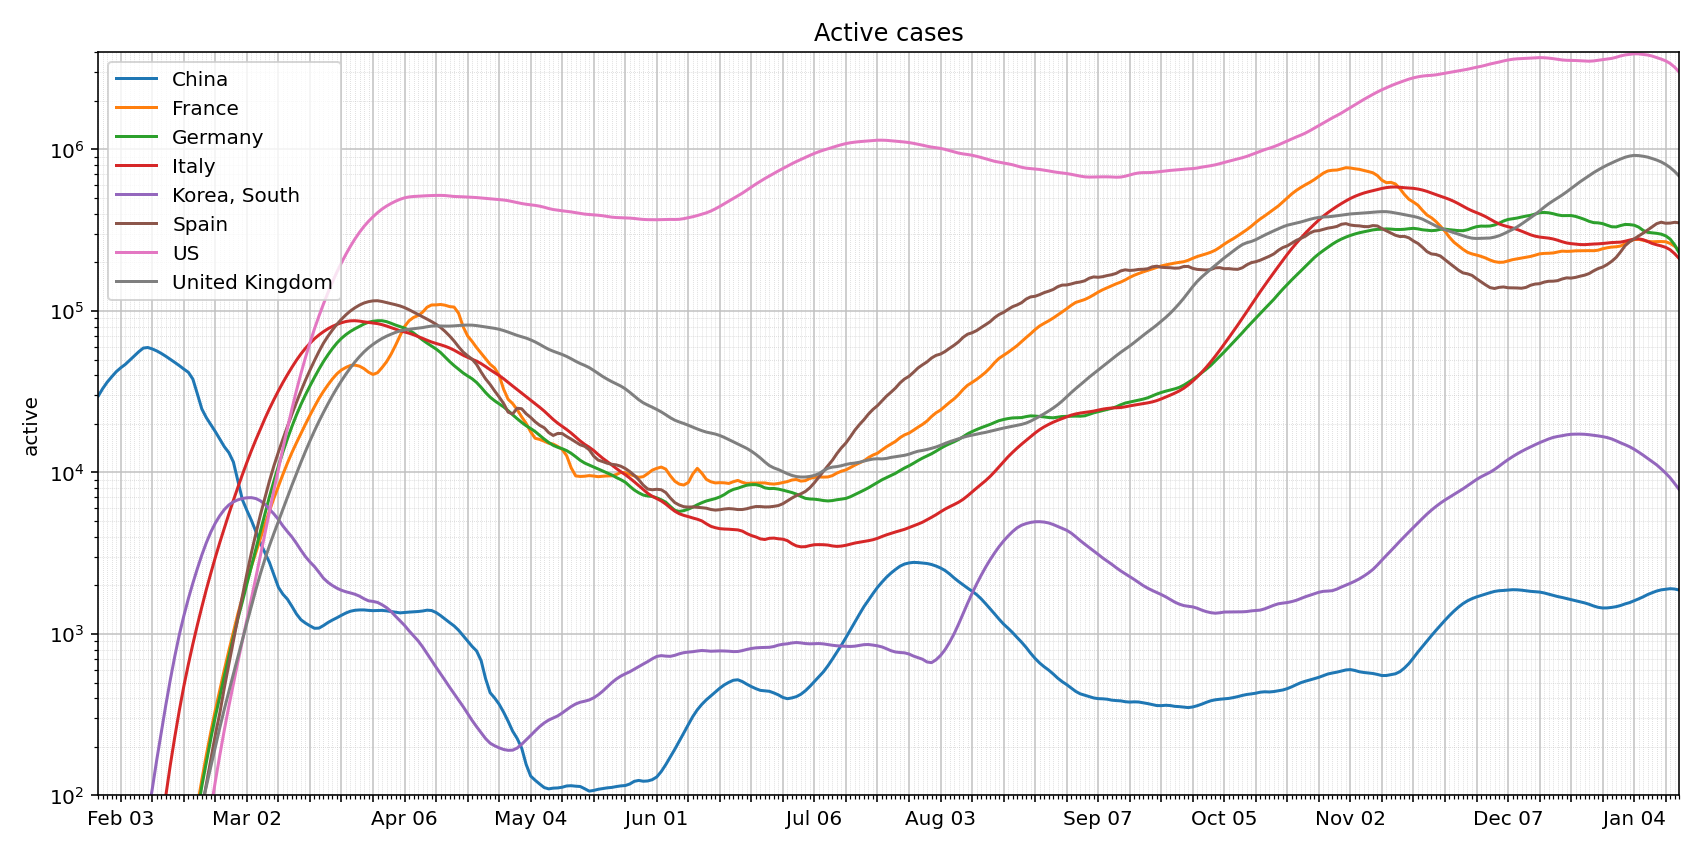 Active cases
China
France
Germany
Italy
Korea, South
Spain
US
United Kingdom
active
10^6
10^5
10^4
10^3
10^2
Feb 03 Mar 02 Apr 06 May 04 Jun 01 Jul 06 Aug 03 Sep 07 Oct 05 Nov 02 Dec 07 Jan 04